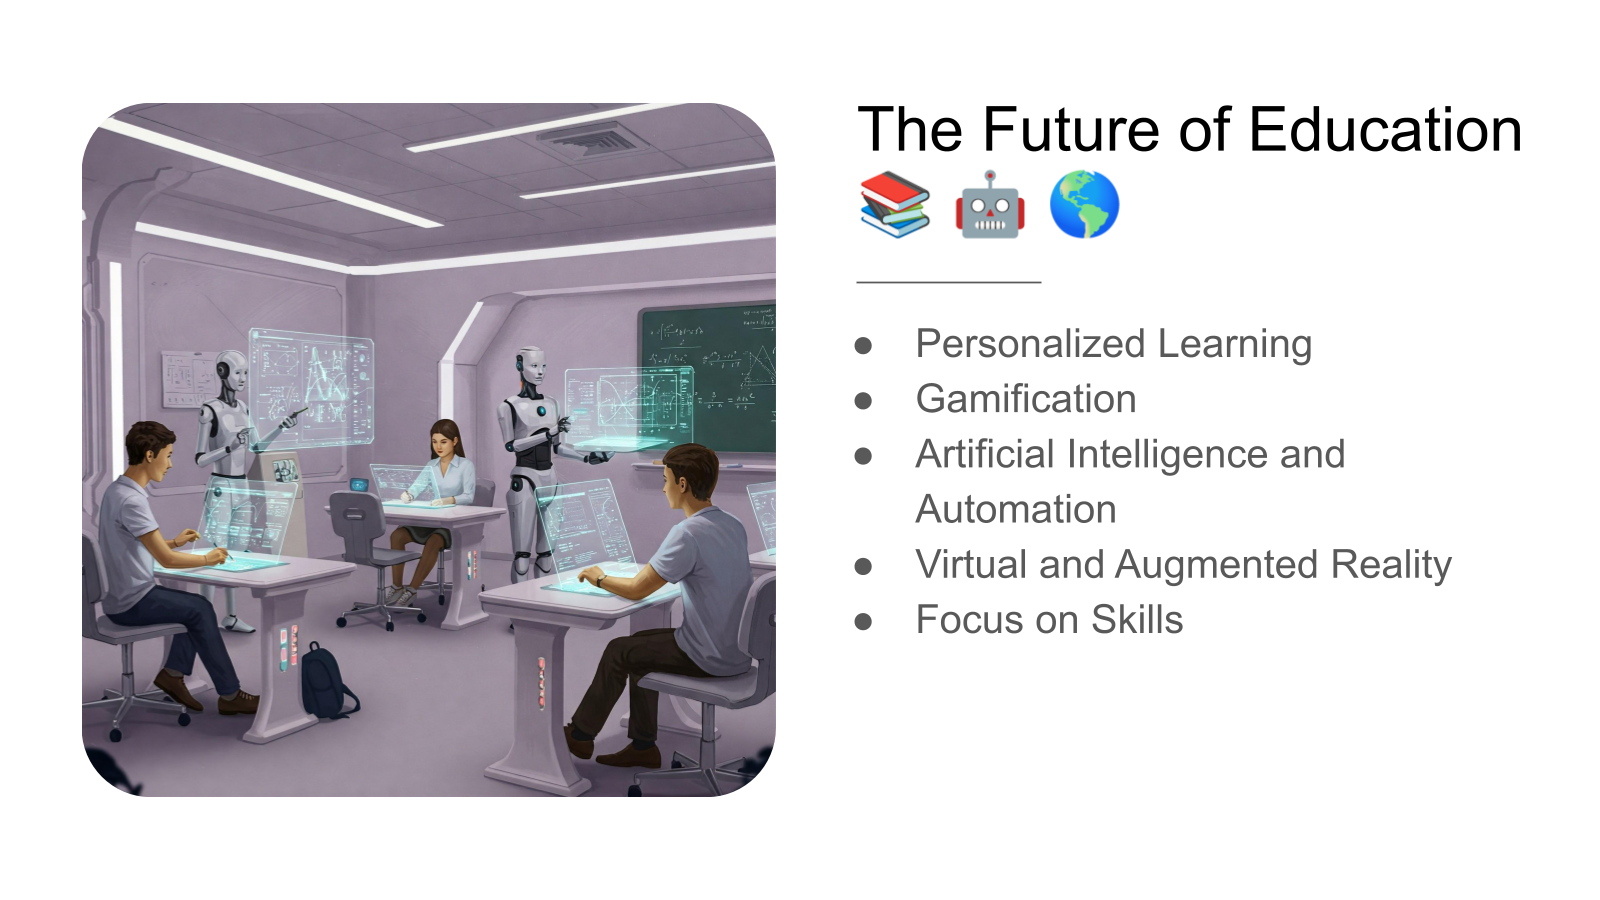 The Future of Education
📚 🤖 🌎
● Personalized Learning
● Gamification
● Artificial Intelligence and
Automation
● Virtual and Augmented Reality
● Focus on Skills